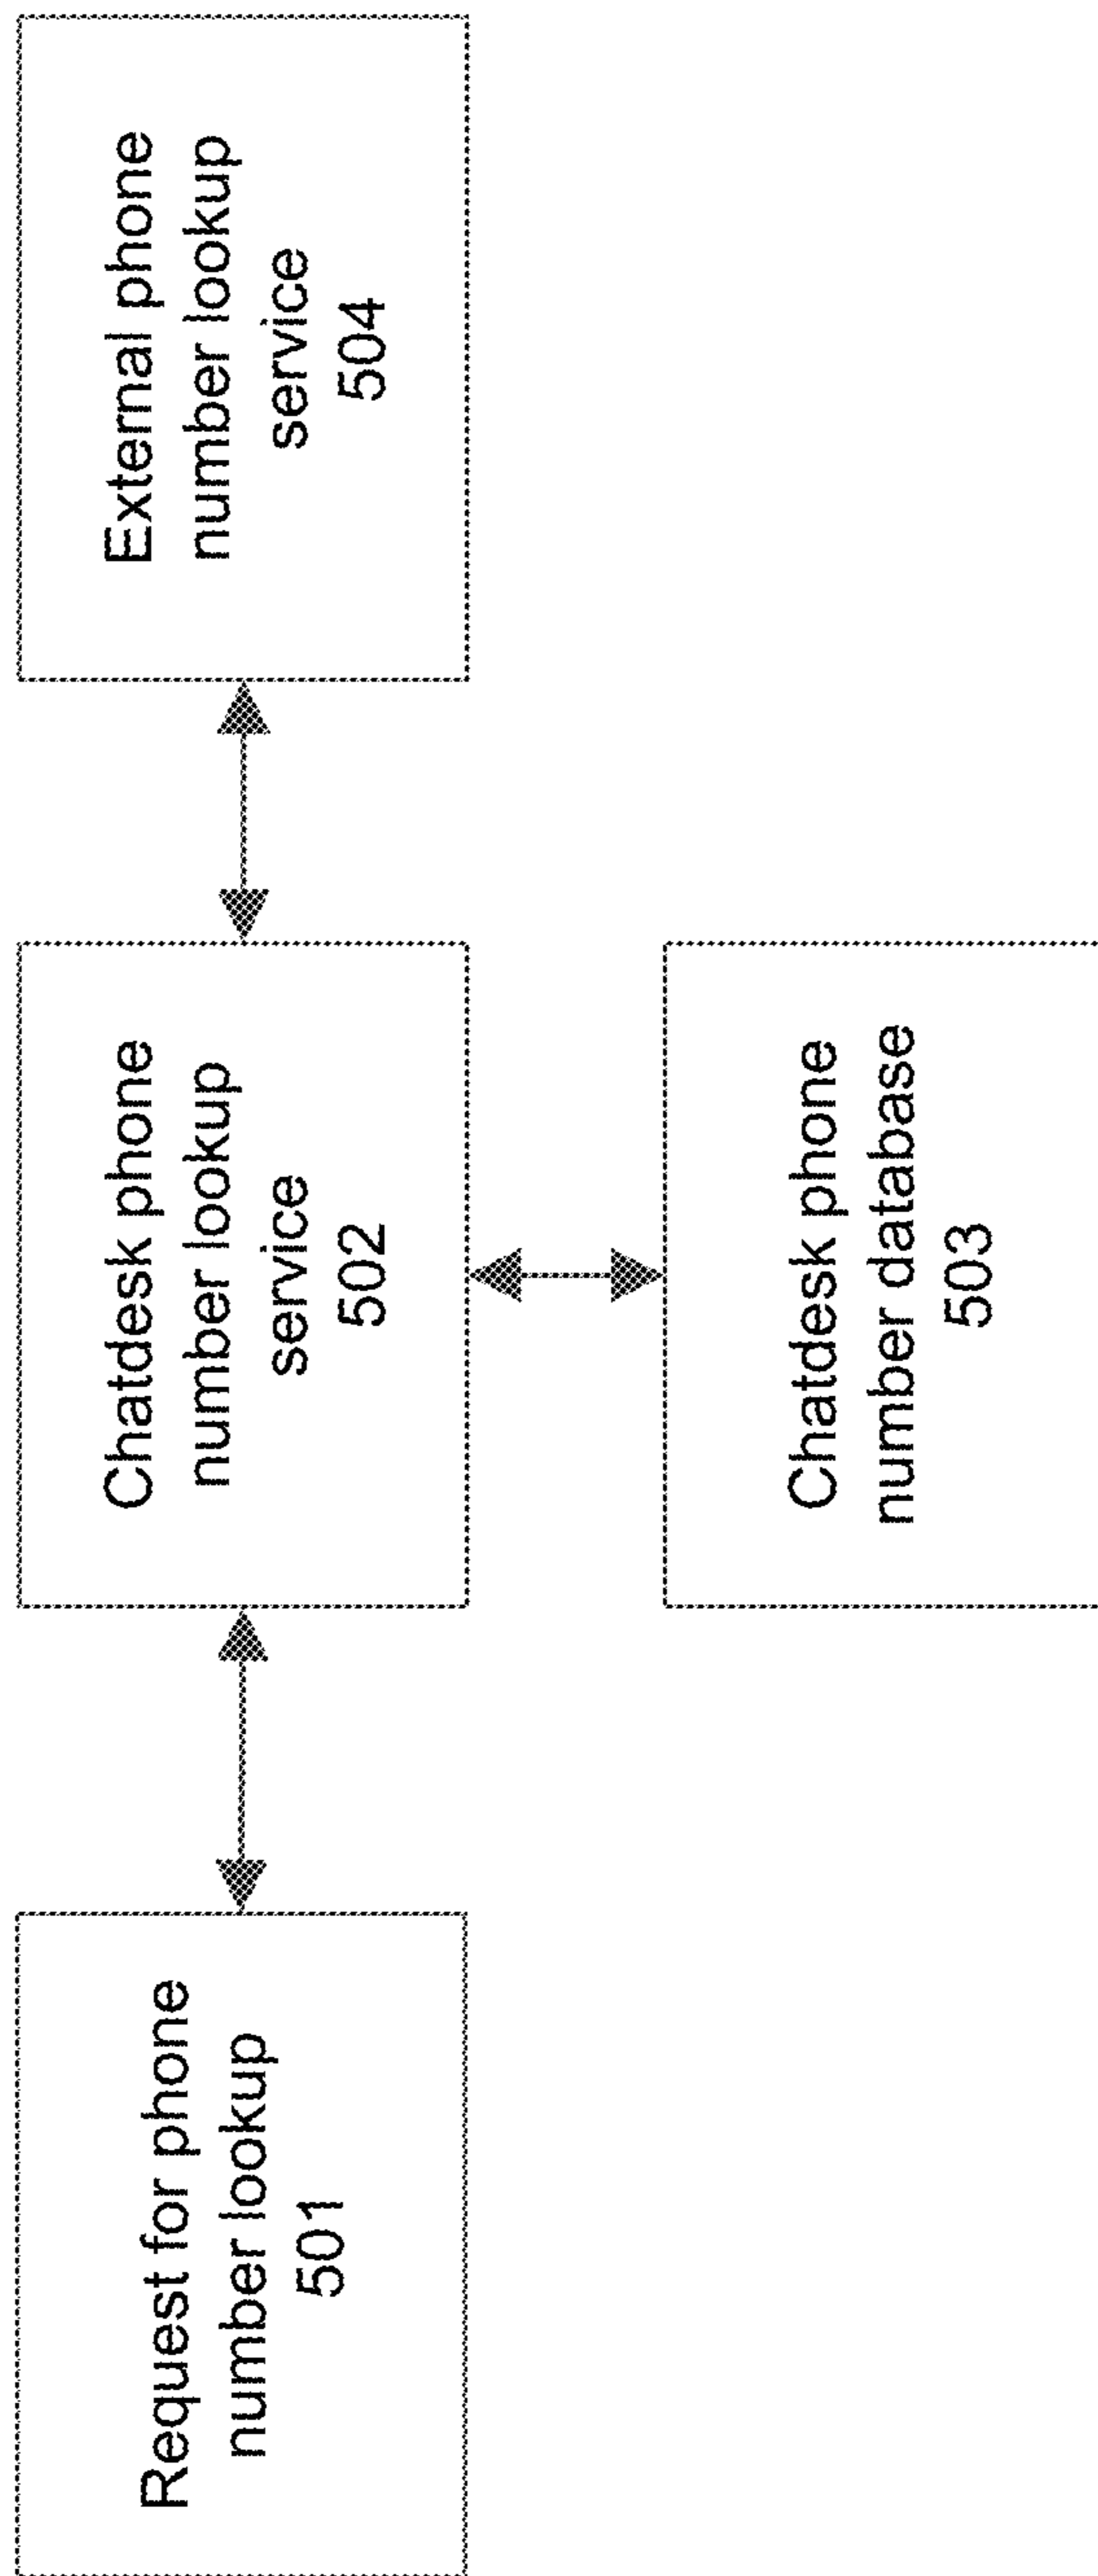 Request for phone
number lookup
501
Chatdesk phone
number lookup
service
502
External phone
number lookup
service
504
Chatdesk phone
number database
503